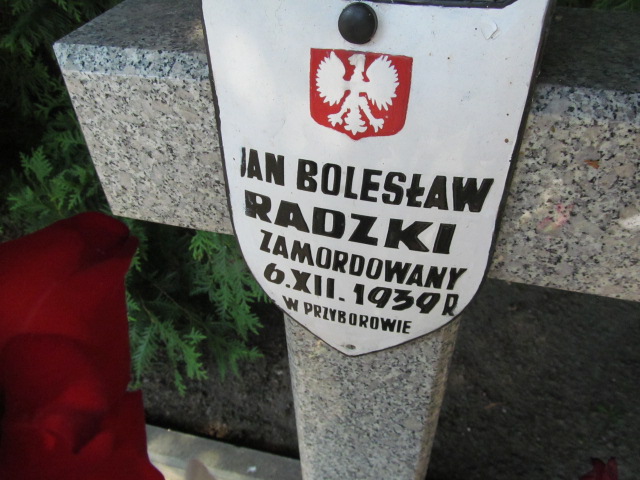 JAN BOLESŁAW
RADZKI
ZAMORDOWANY
6.XII.1939 R
W PRZYBOROWIE